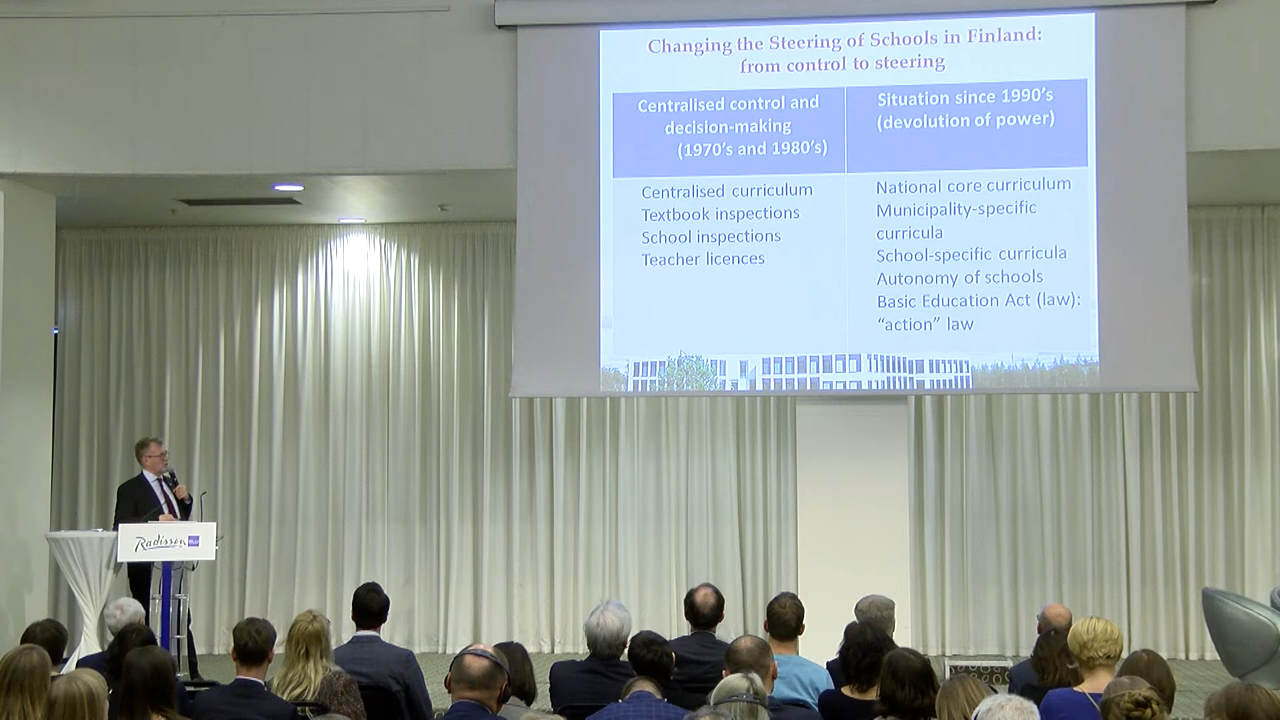 Changing the Steering of Schools in Finland:
from control to steering
Centralised control and
decision-making
(1970's and 1980's)
Situation since 1990's
(devolution of power)
Centralised curriculum
Textbook inspections
School inspections
Teacher licences
National core curriculum
Municipality-specific
curricula
School-specific curricula
Autonomy of schools
Basic Education Act (law):
“action” law
Radisson BLU